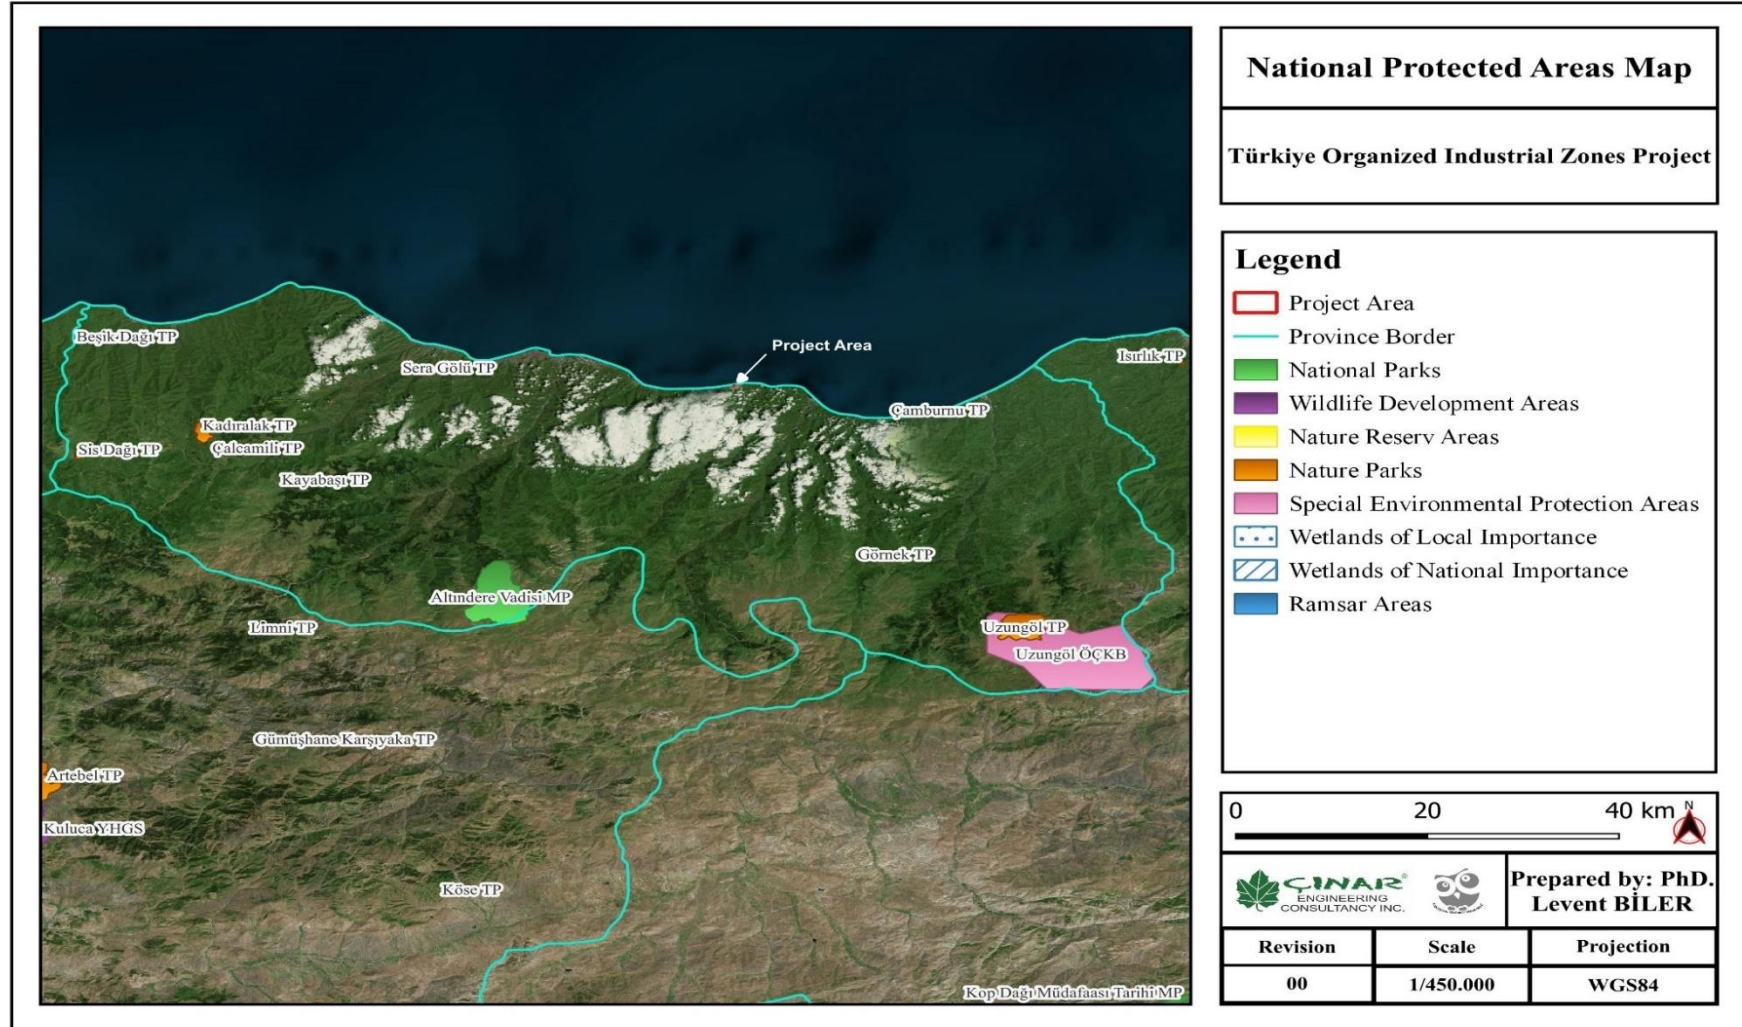 National Protected Areas Map
Türkiye Organized Industrial Zones Project
Beşik Dağı TP
Sera Gölü TP
Project Area
Isırlık TP
Kadıralak TP
Çamburnu TP
Sis Dağı TP
Çalcamili TP
Kayabaşı TP
Görnek TP
Altındere Vadisi MP
Limni TP
Uzungöl TP
Uzungöl ÖÇKB
Gümüşhane Karşıyaka TP
Artebel TP
Kuluca YHGS
Köse TP
Kop Dağı Müdafaası Tarihi MP
Legend
Project Area
Province Border
National Parks
Wildlife Development Areas
Nature Reserv Areas
Nature Parks
Special Environmental Protection Areas
Wetlands of Local Importance
Wetlands of National Importance
Ramsar Areas
0 20 40 km N
ÇINAR®
ENGINEERING
CONSULTANCY INC.
Prepared by: PhD.
Levent BİLER
Revision Scale Projection
00 1/450.000 WGS84